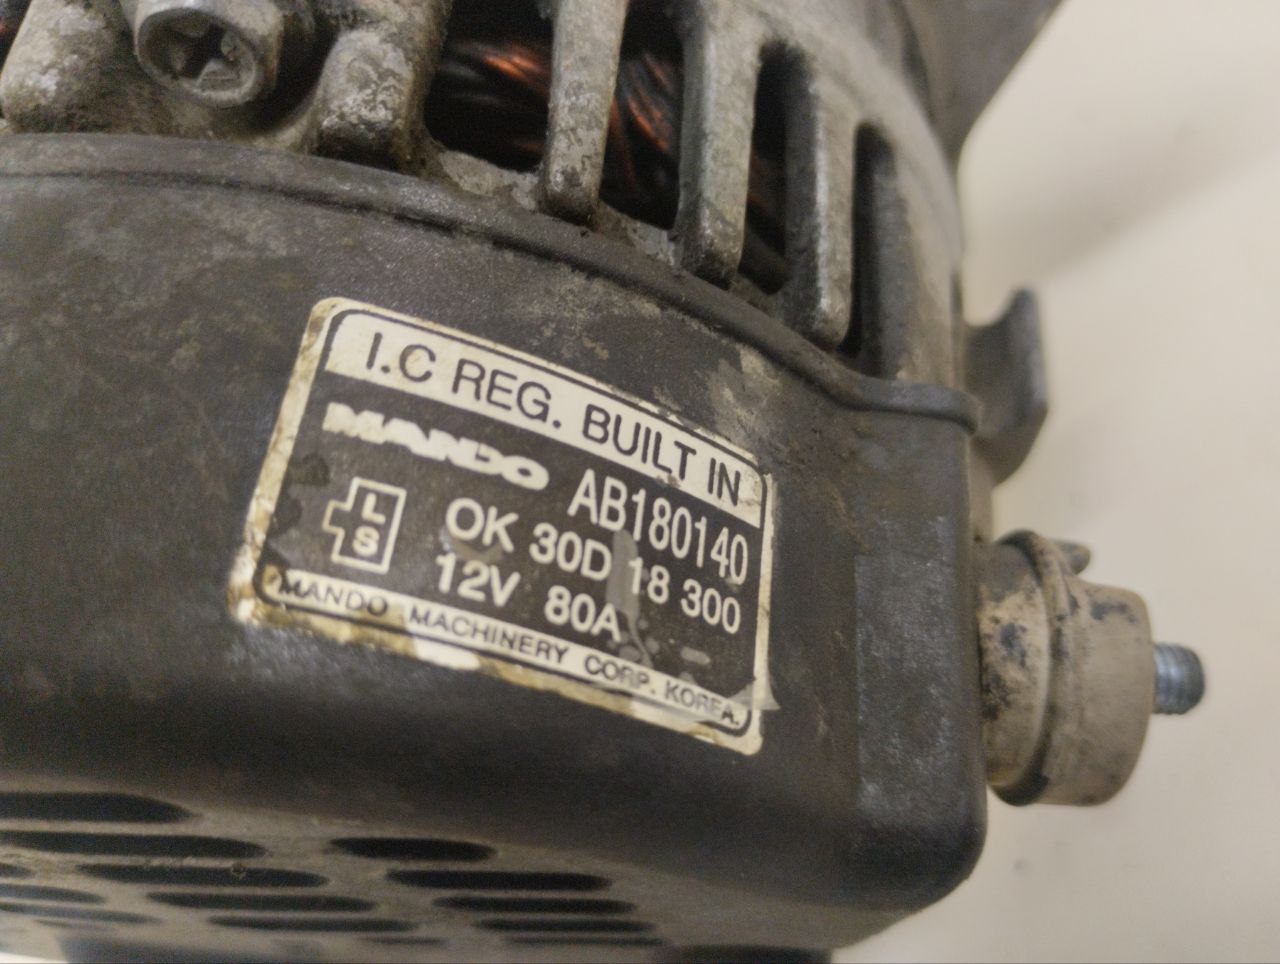 I.C REG. BUILT IN
MANDO AB180140
L
S
OK 30D 18 300
12V 80A
MANDO MACHINERY CORP. KOREA.